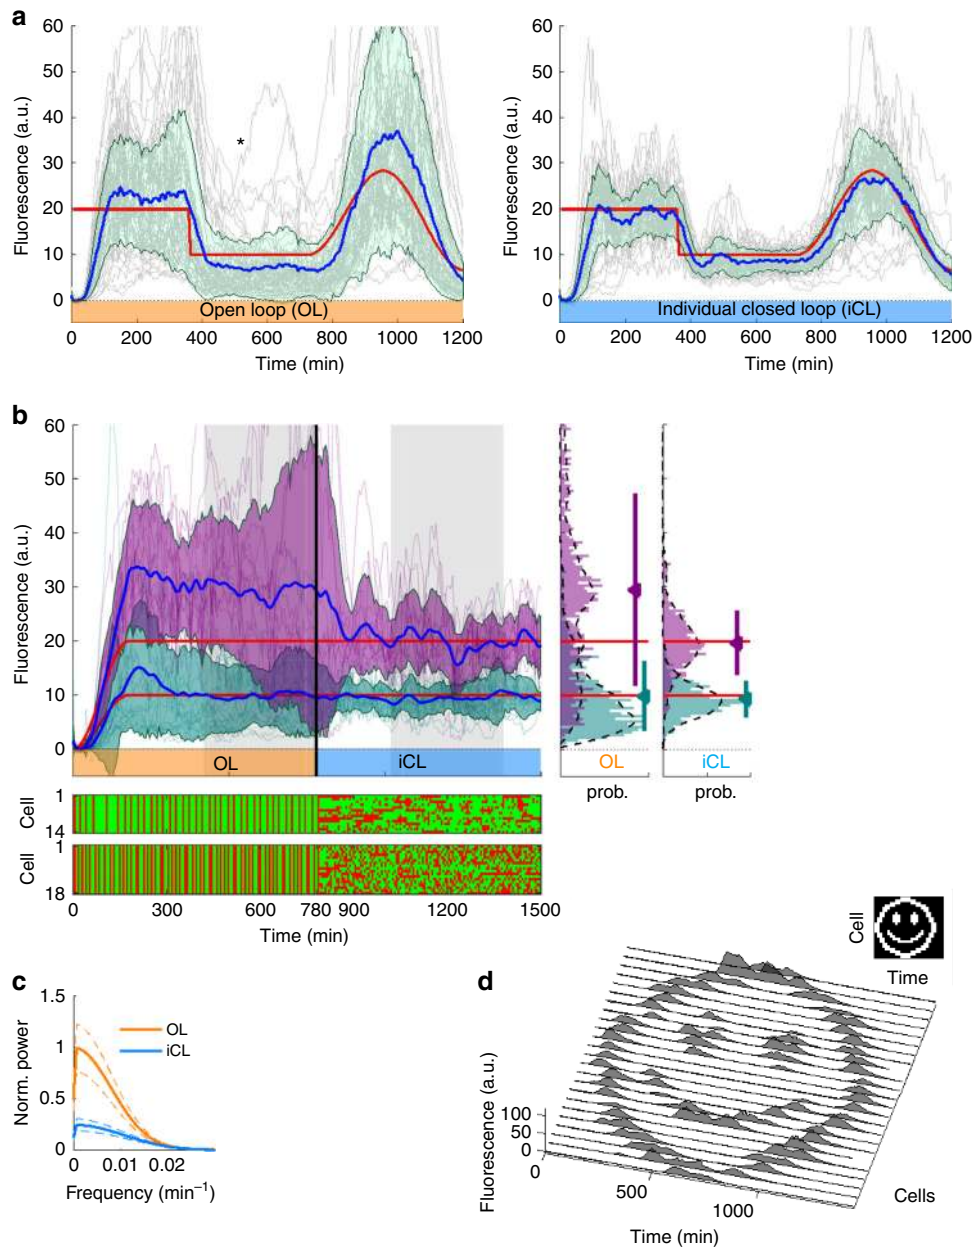 a
60
50
40
30
20
10
0
Fluorescence (a.u.)
*
Open loop (OL)
0 200 400 600 800 1000 1200
Time (min)
60
50
40
30
20
10
0
Fluorescence (a.u.)
Individual closed loop (iCL)
0 200 400 600 800 1000 1200
Time (min)
b
60
50
40
30
20
10
0
Fluorescence (a.u.)
OL iCL
OL iCL
prob. prob.
Cell
1
14
Cell
1
18
0 300 600 780 900 1200 1500
Time (min)
c
1.5
1
0.5
0
Norm. power
OL
iCL
0 0.01 0.02
Frequency (min⁻¹)
d
Cell
Time
Fluorescence (a.u.)
100
50
0
0
500
1000
Time (min)
Cells